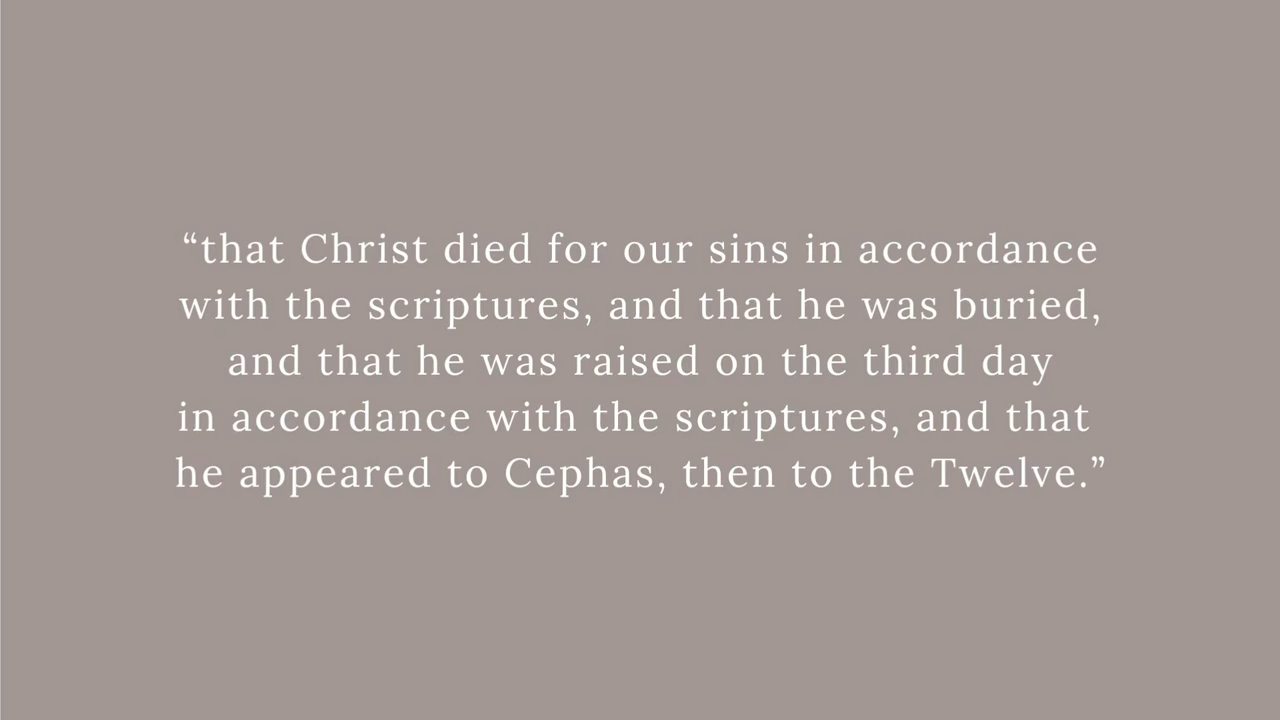 “that Christ died for our sins in accordance
with the scriptures, and that he was buried,
and that he was raised on the third day
in accordance with the scriptures, and that
he appeared to Cephas, then to the Twelve.”